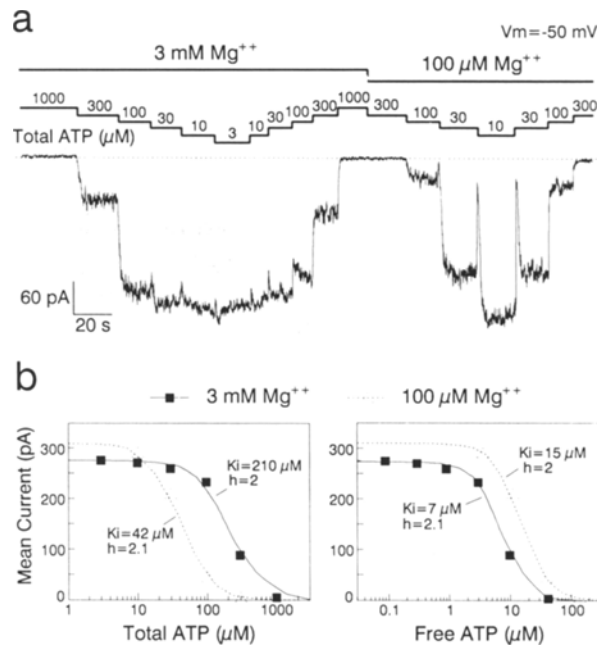 a
Vm=-50 mV
3 mM Mg++
100 µM Mg++
1000 300 100 30 10 3 10 30 100 300 1000 300 100 30 10 30 100 300
Total ATP (µM)
60 pA
20 s
b
3 mM Mg++ 100 µM Mg++
Mean Current (pA)
300
200
100
0
Ki=210 µM
h=2
Ki=42 µM
h=2.1
1 10 100 1000
Total ATP (µM)
300
200
100
0
Ki=15 µM
h=2
Ki=7 µM
h=2.1
0.1 1 10 100
Free ATP (µM)